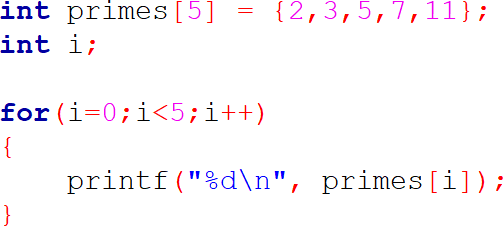 int primes[5] = {2,3,5,7,11};
int i;

for(i=0;i<5;i++)
{
    printf("%d\n", primes[i]);
}